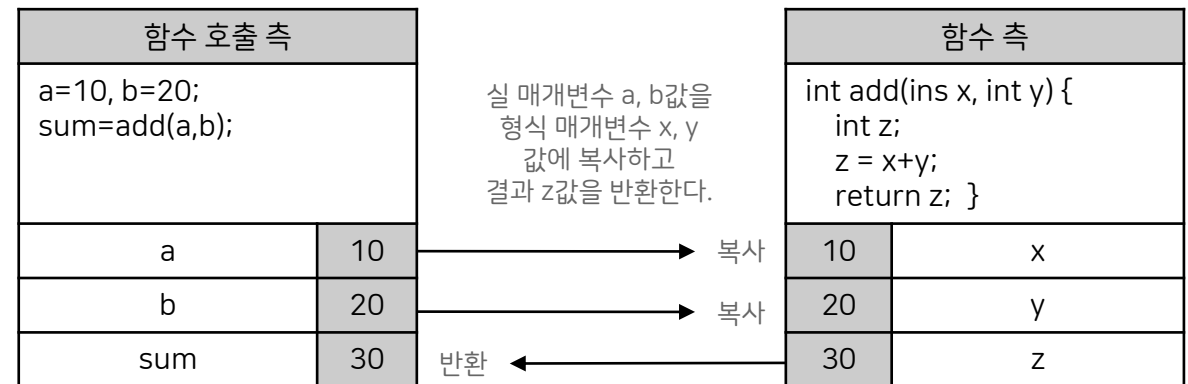 함수 호출 측
함수 측
a=10, b=20;
sum=add(a,b);
실 매개변수 a, b값을
형식 매개변수 x, y
값에 복사하고
결과 z값을 반환한다.
int add(ins x, int y) {
int z;
z = x+y;
return z; }
a 10 복사 10 x
b 20 복사 20 y
sum 30 반환 30 z